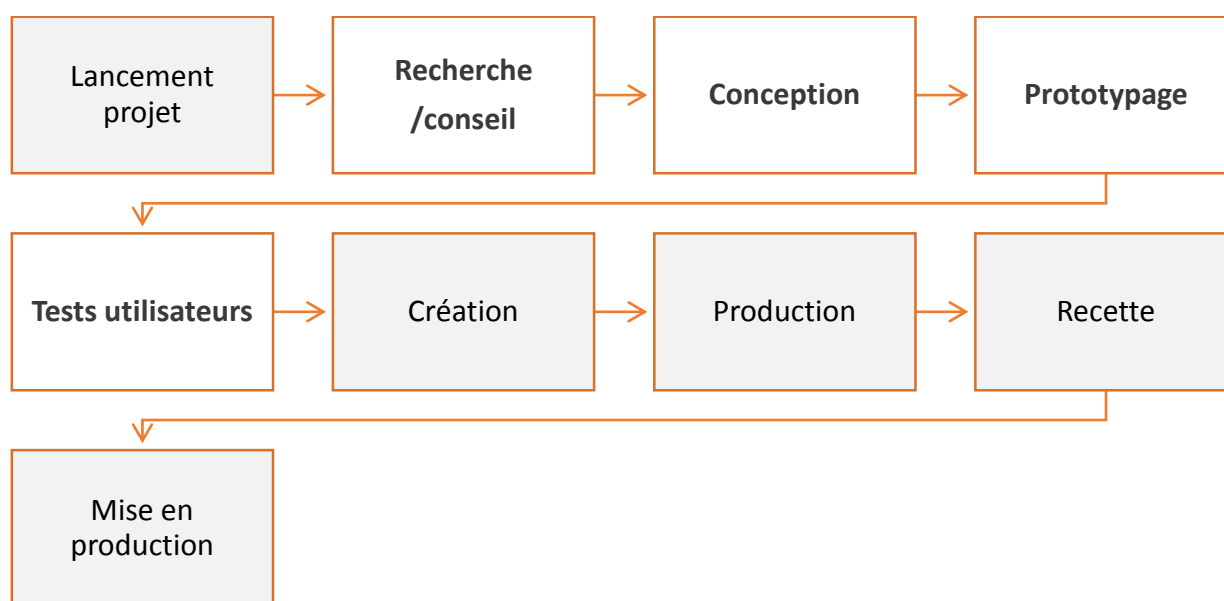 Lancement
projet
Recherche
/conseil
Conception
Prototypage
Tests utilisateurs
Création
Production
Recette
Mise en
production